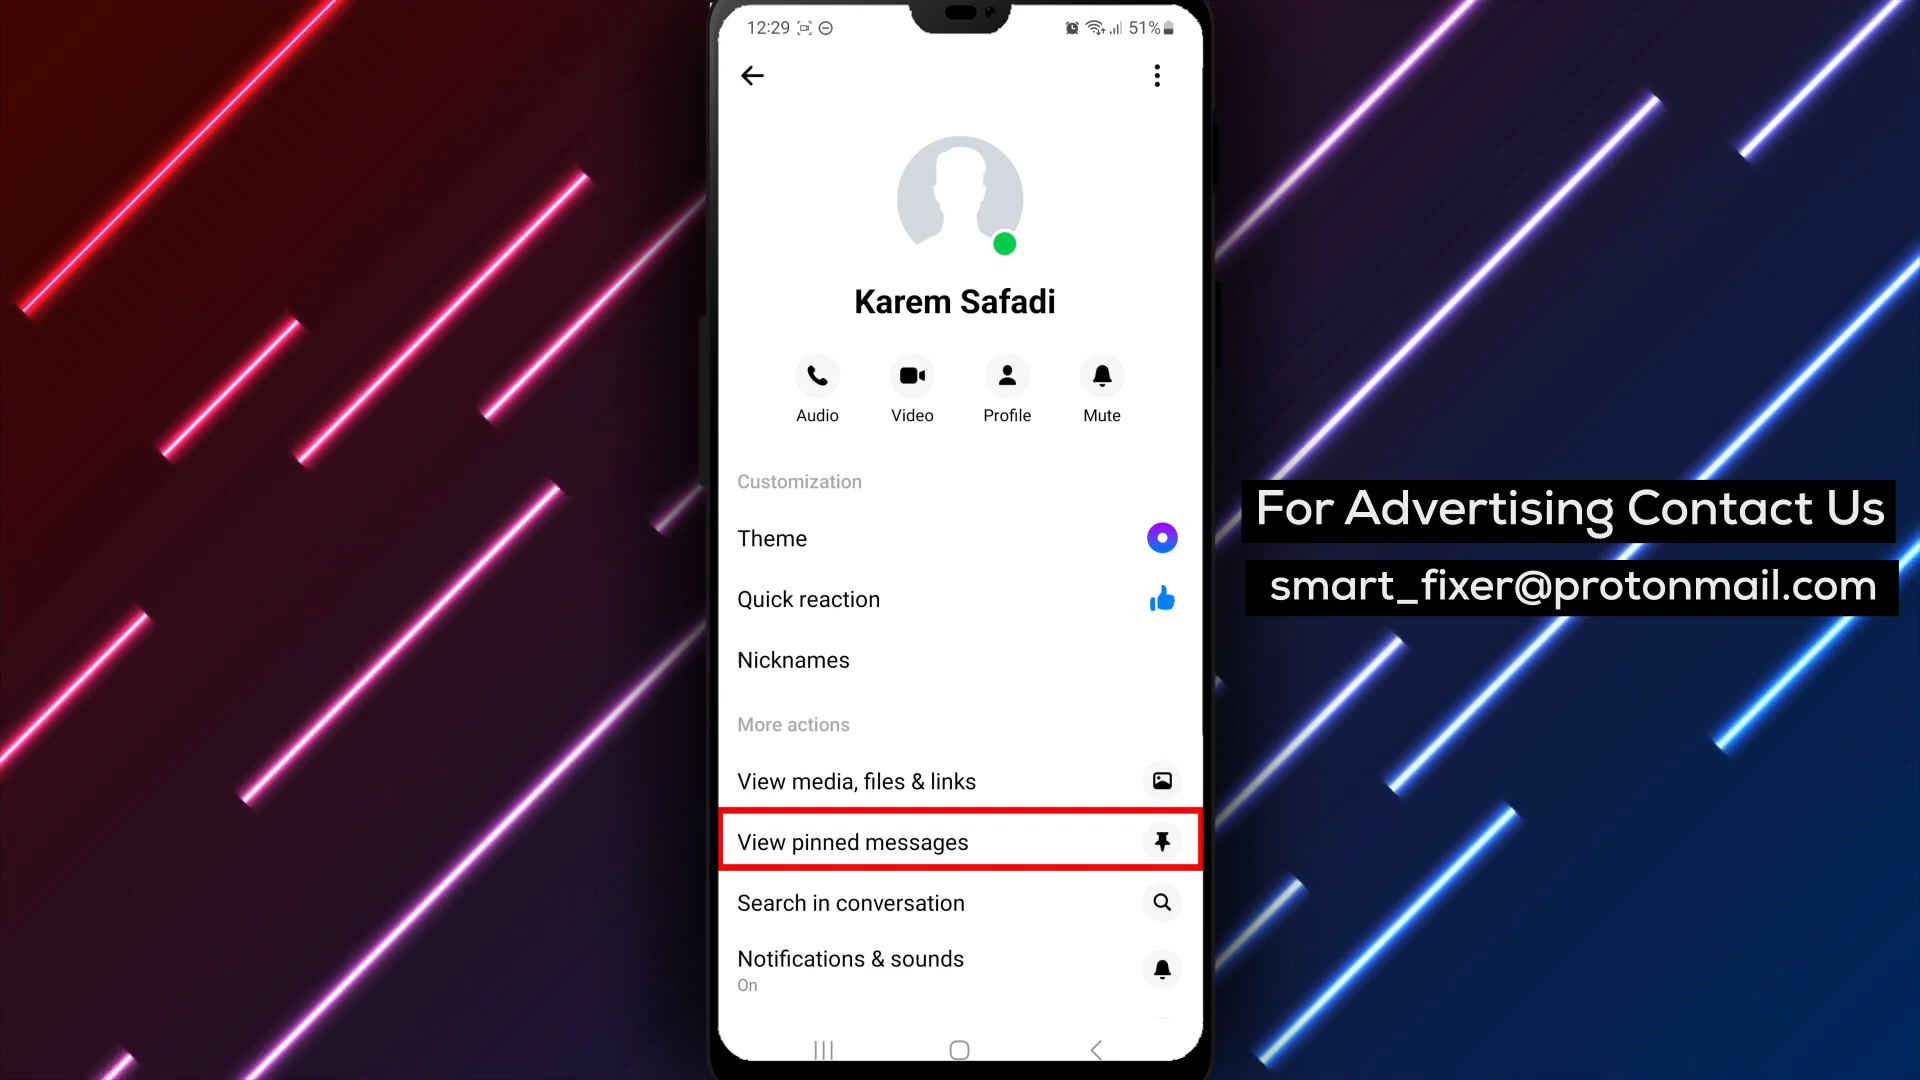 12:29
51%
Karem Safadi
Audio
Video
Profile
Mute
Customization
Theme
Quick reaction
Nicknames
More actions
View media, files & links
View pinned messages
Search in conversation
Notifications & sounds
On
For Advertising Contact Us
smart_fixer@protonmail.com